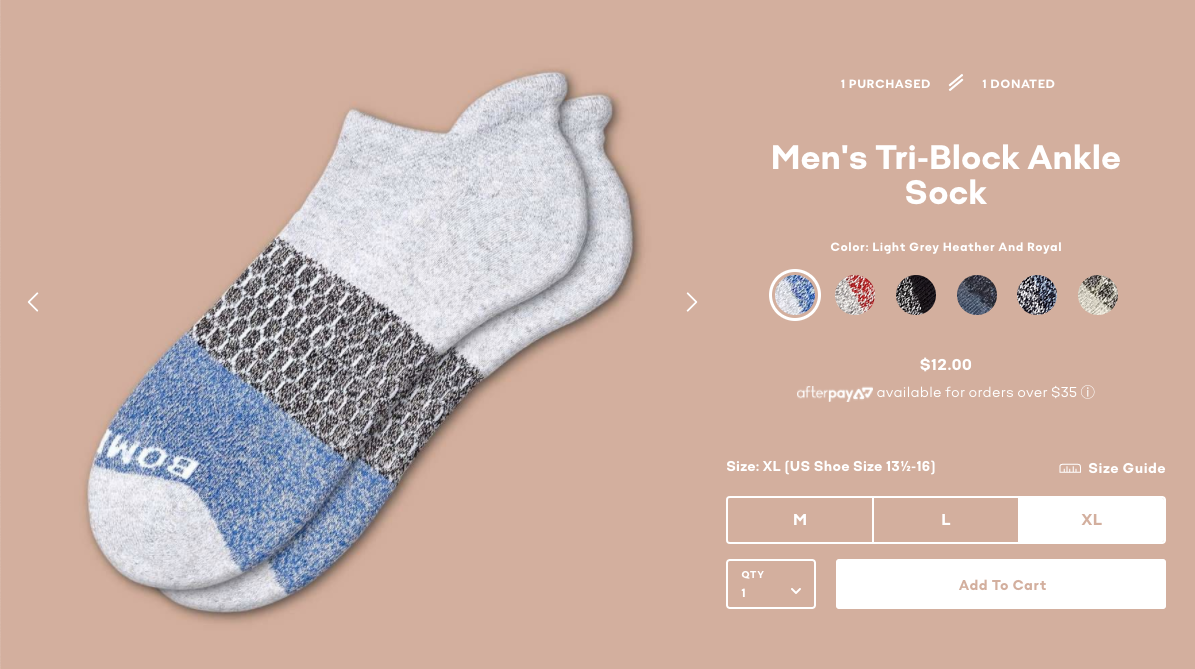 1 PURCHASED
1 DONATED
Men's Tri-Block Ankle
Sock
Color: Light Grey Heather And Royal
$12.00
afterpay available for orders over $35
Size: XL (US Shoe Size 13½-16)
Size Guide
M
L
XL
QTY
1
Add To Cart
BOM